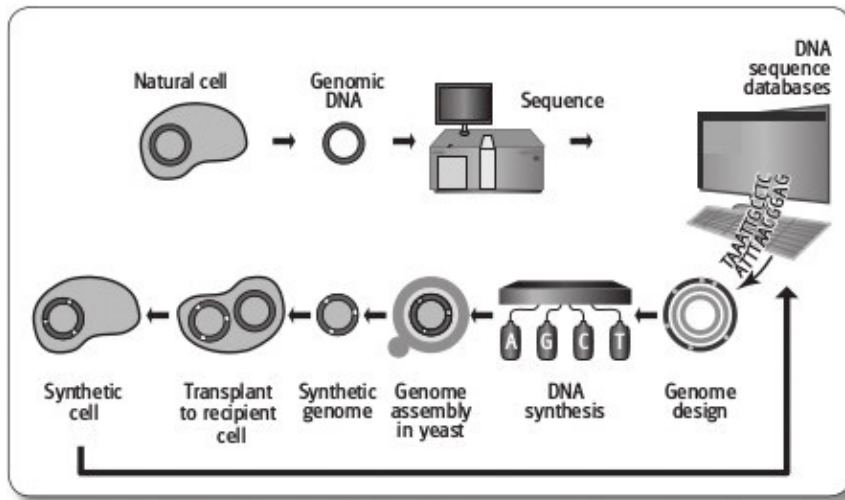 Natural cell
Genomic
DNA
Sequence
DNA
sequence
databases
TAAATTGCCTC
ATTTAACGGAG
A G C T
Synthetic
cell
Transplant
to recipient
cell
Synthetic
genome
Genome
assembly
in yeast
DNA
synthesis
Genome
design